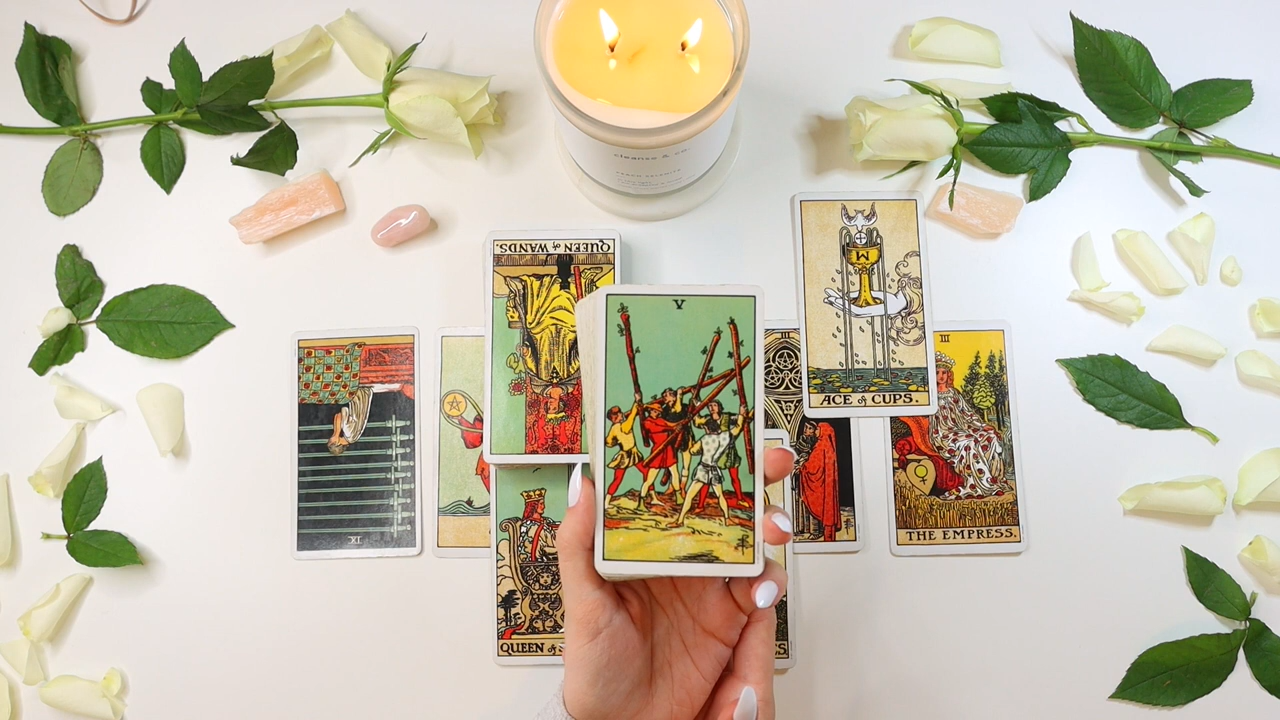 cleanse & co.
QUEEN of WANDS.
V
ACE of CUPS.
III
THE EMPRESS.
IX
QUEEN of